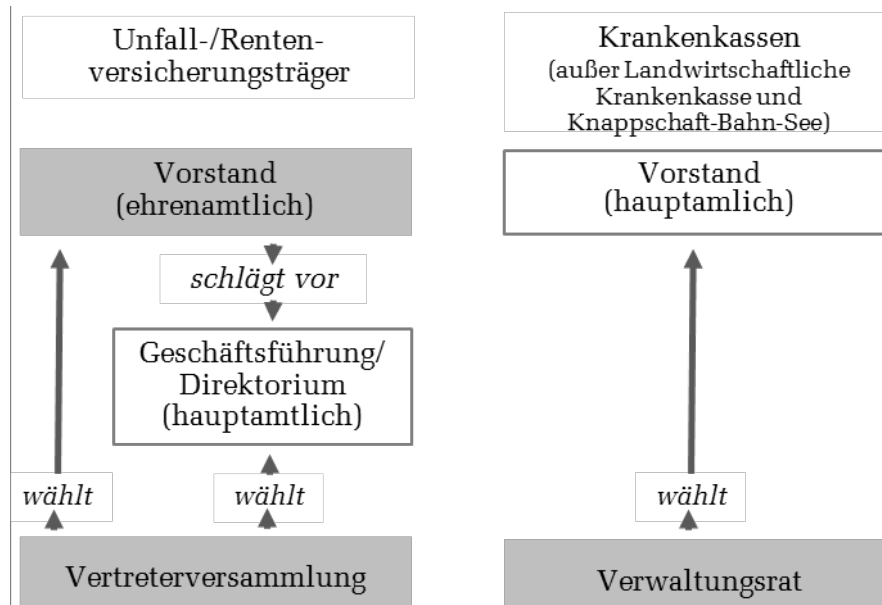 Unfall-/Renten-
versicherungsträger
Vorstand
(ehrenamtlich)
schlägt vor
Geschäftsführung/
Direktorium
(hauptamtlich)
wählt
wählt
Vertreterversammlung
Krankenkassen
(außer Landwirtschaftliche
Krankenkasse und
Knappschaft-Bahn-See)
Vorstand
(hauptamlich)
wählt
Verwaltungsrat